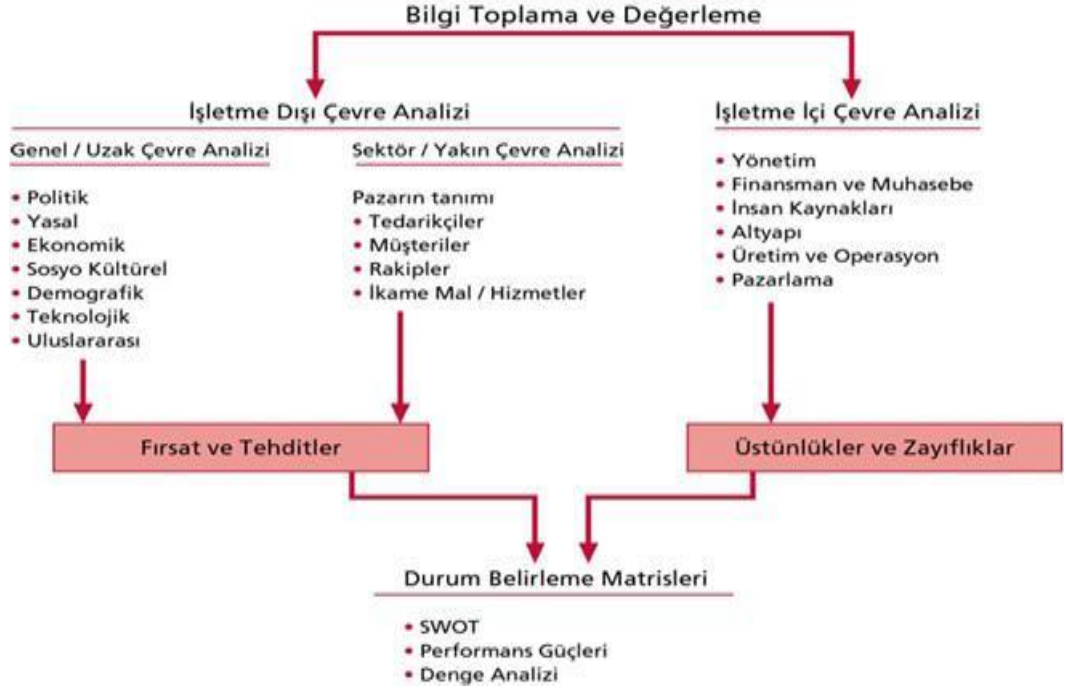 Bilgi Toplama ve Değerleme
İşletme Dışı Çevre Analizi
Genel / Uzak Çevre Analizi
• Politik
• Yasal
• Ekonomik
• Sosyo Kültürel
• Demografik
• Teknolojik
• Uluslararası
Sektör / Yakın Çevre Analizi
Pazarın tanımı
• Tedarikçiler
• Müşteriler
• Rakipler
• İkame Mal / Hizmetler
İşletme İçi Çevre Analizi
• Yönetim
• Finansman ve Muhasebe
• İnsan Kaynakları
• Altyapı
• Üretim ve Operasyon
• Pazarlama
Fırsat ve Tehditler
Üstünlükler ve Zayıflıklar
Durum Belirleme Matrisleri
• SWOT
• Performans Güçleri
• Denge Analizi